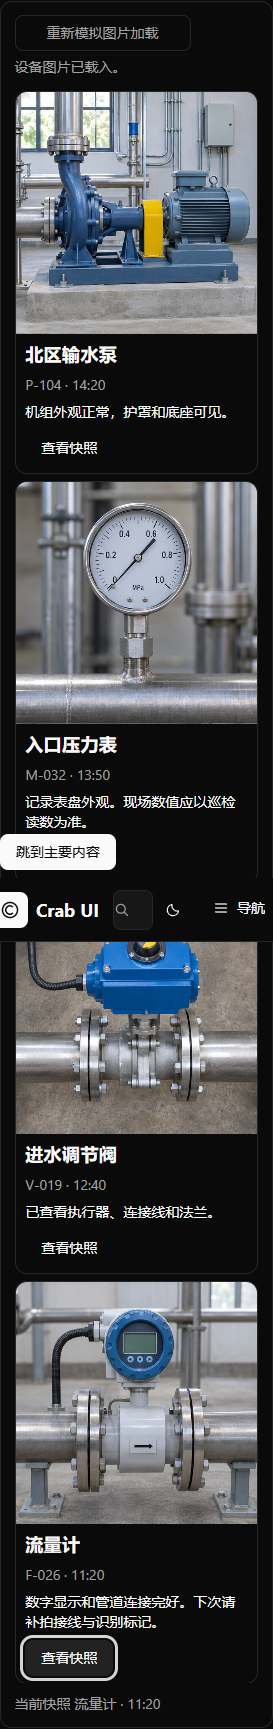 重新模拟图片加载
设备图片已载入。
北区输水泵
P-104 · 14:20
机组外观正常，护罩和底座可见。
查看快照
0
0.2
0.4
0.6
0.8
1.0
MPa
入口压力表
M-032 · 13:50
记录表盘外观。现场数值应以巡检
读数为准。
跳到主要内容
© Crab UI 导航
进水调节阀
V-019 · 12:40
已查看执行器、连接线和法兰。
查看快照
流量计
F-026 · 11:20
数字显示和管道连接完好。下次请
补拍接线与识别标记。
查看快照
当前快照 流量计 · 11:20